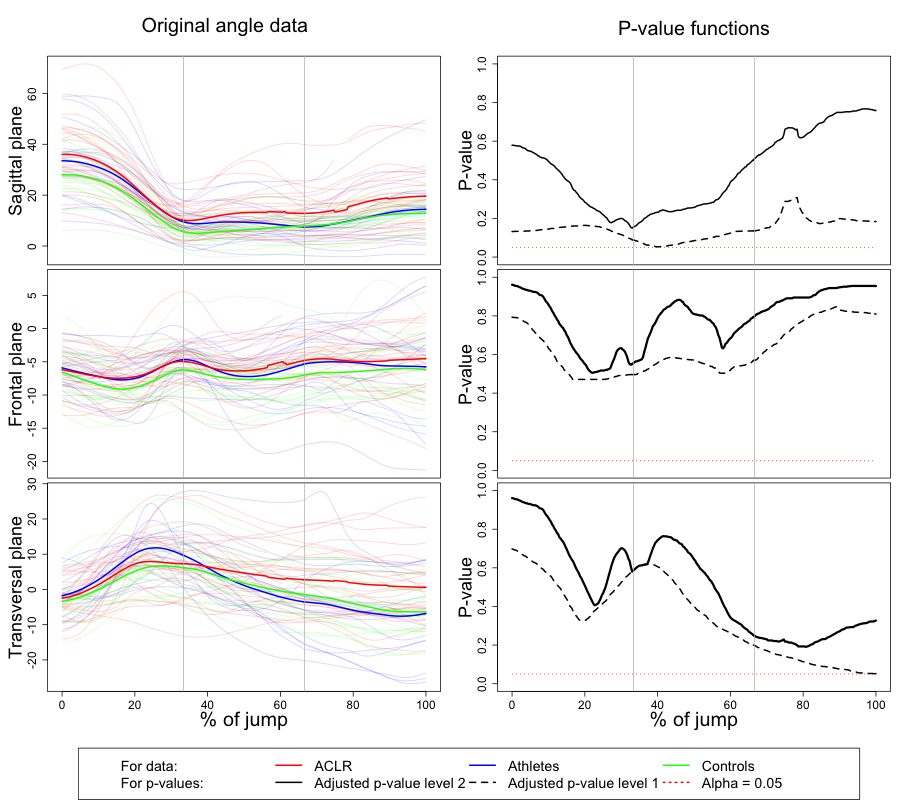 Original angle data
P-value functions
Sagittal plane
0 20 40 60
P-value
0.0 0.2 0.4 0.6 0.8 1.0
Frontal plane
-20 -15 -10 -5 0 5
P-value
0.0 0.2 0.4 0.6 0.8 1.0
Transversal plane
-20 -10 0 10 20 30
P-value
0.0 0.2 0.4 0.6 0.8 1.0
0 20 40 60 80 100
0 20 40 60 80 100
% of jump
% of jump
For data: ACLR Athletes Controls
For p-values: Adjusted p-value level 2 Adjusted p-value level 1 Alpha = 0.05